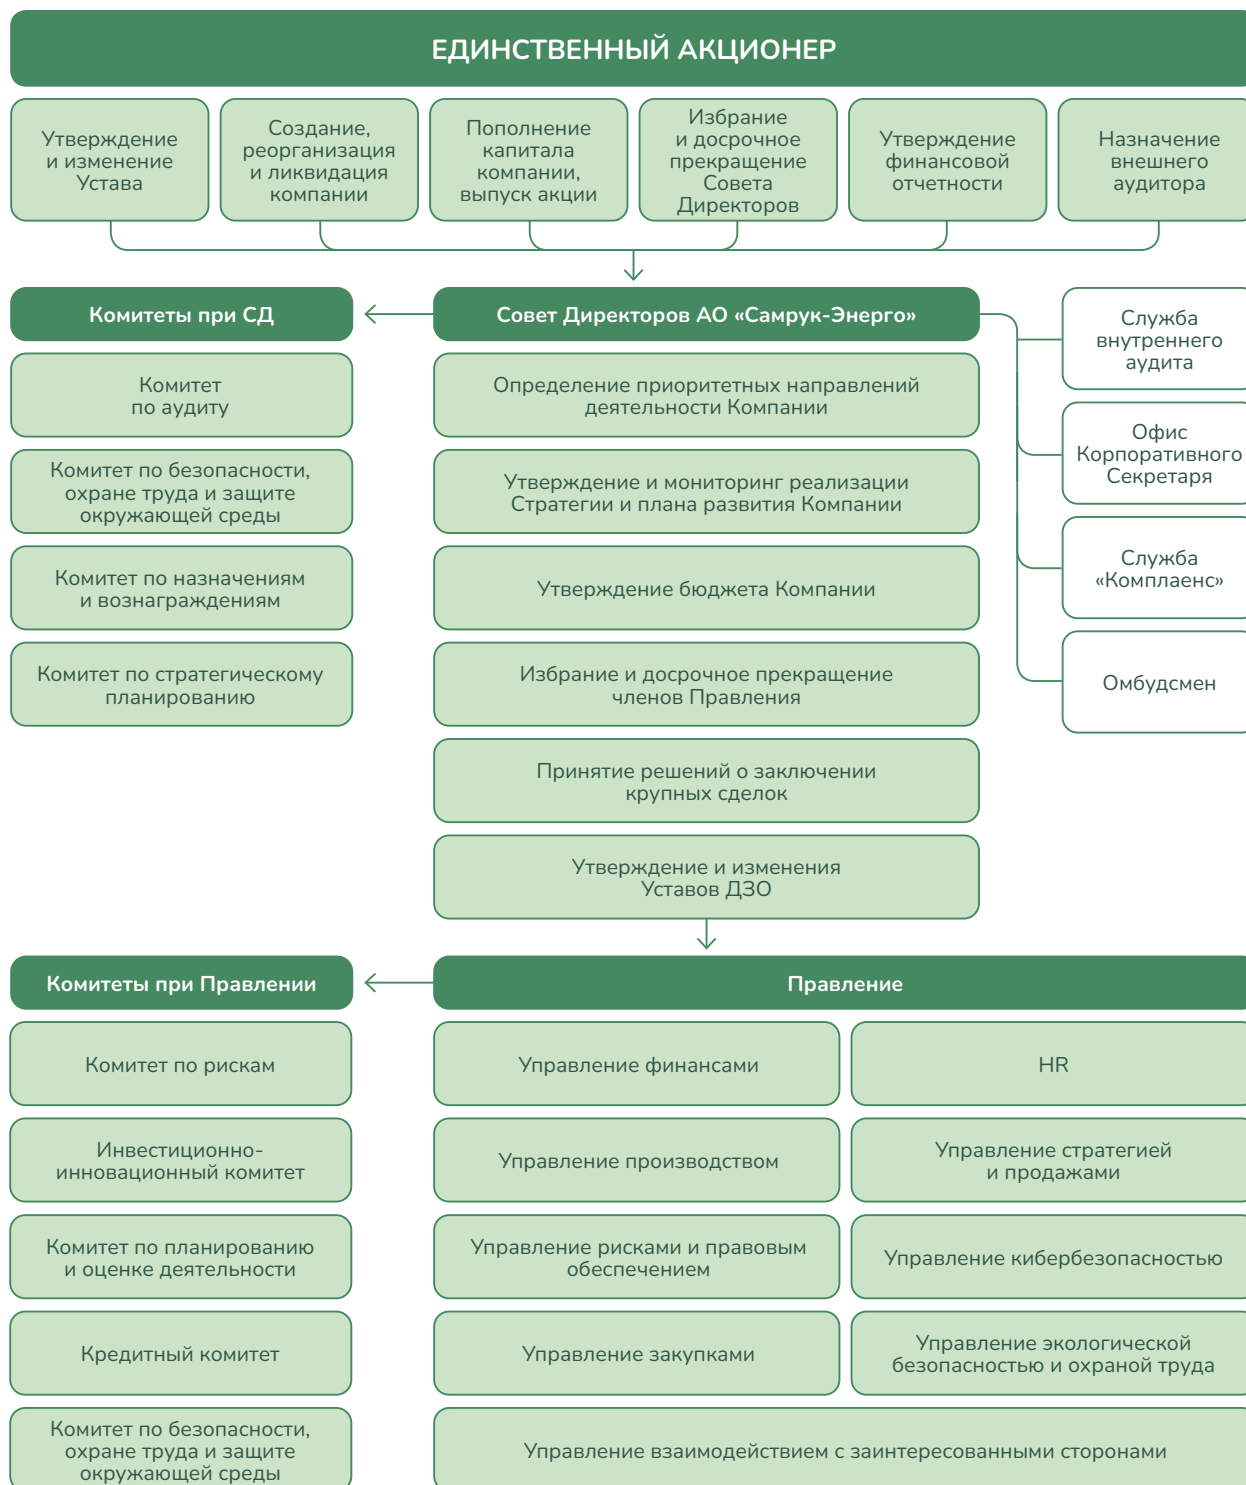 ЕДИНСТВЕННЫЙ АКЦИОНЕР
Утверждение
и изменение
Устава
Создание,
реорганизация
и ликвидация
компании
Пополнение
капитала
компании,
выпуск акции
Избрание
и досрочное
прекращение
Совета
Директоров
Утверждение
финансовой
отчетности
Назначение
внешнего
аудитора
Комитеты при СД
Комитет
по аудиту
Комитет по безопасности,
охране труда и защите
окружающей среды
Комитет по назначениям
и вознаграждениям
Комитет по стратегическому
планированию
Совет Директоров АО «Самрук-Энерго»
Определение приоритетных направлений
деятельности Компании
Утверждение и мониторинг реализации
Стратегии и плана развития Компании
Утверждение бюджета Компании
Избрание и досрочное прекращение
членов Правления
Принятие решений о заключении
крупных сделок
Утверждение и изменения
Уставов ДЗО
Служба
внутреннего
аудита
Офис
Корпоративного
Секретаря
Служба
«Комплаенс»
Омбудсмен
Комитеты при Правлении
Комитет по рискам
Инвестиционно-
инновационный комитет
Комитет по планированию
и оценке деятельности
Кредитный комитет
Комитет по безопасности,
охране труда и защите
окружающей среды
Правление
Управление финансами
HR
Управление производством
Управление стратегией
и продажами
Управление рисками и правовым
обеспечением
Управление кибербезопасностью
Управление закупками
Управление экологической
безопасностью и охраной труда
Управление взаимодействием с заинтересованными сторонами